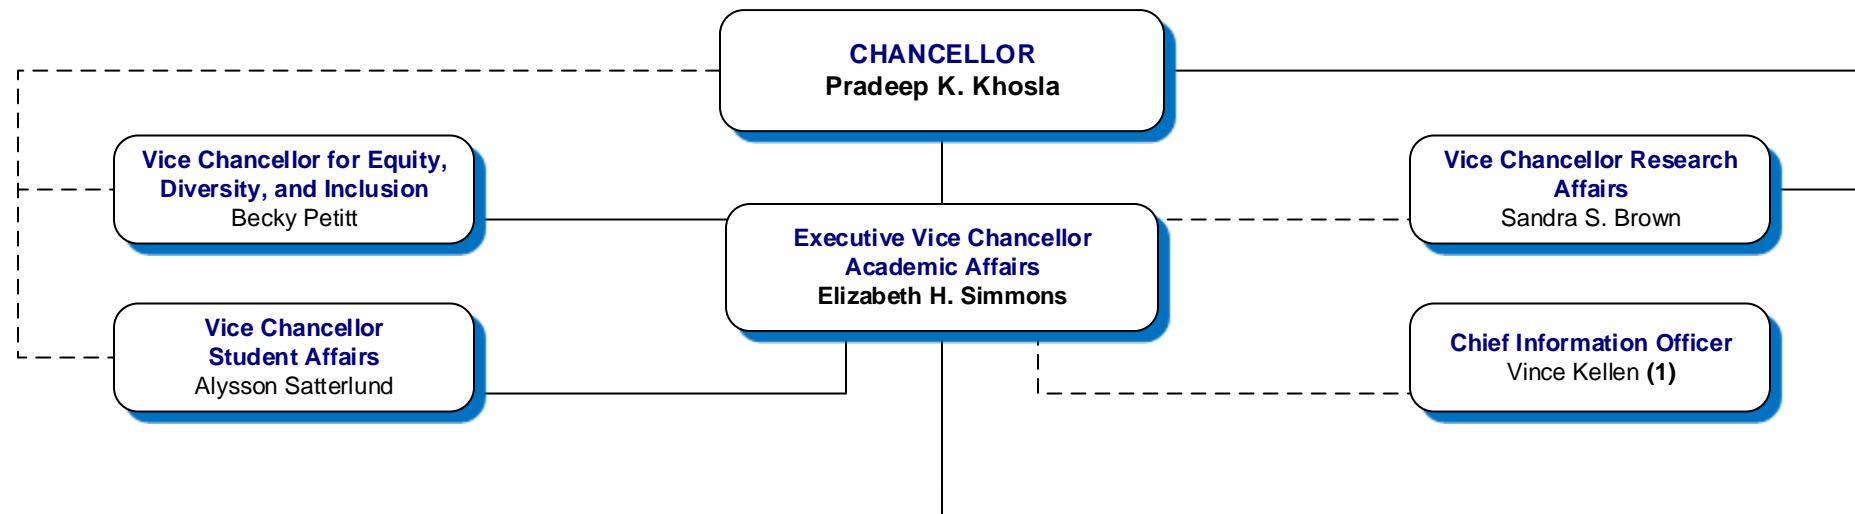 CHANCELLOR
Pradeep K. Khosla
Vice Chancellor for Equity,
Diversity, and Inclusion
Becky Petitt
Vice Chancellor Research
Affairs
Sandra S. Brown
Executive Vice Chancellor
Academic Affairs
Elizabeth H. Simmons
Vice Chancellor
Student Affairs
Alysson Satterlund
Chief Information Officer
Vince Kellen (1)